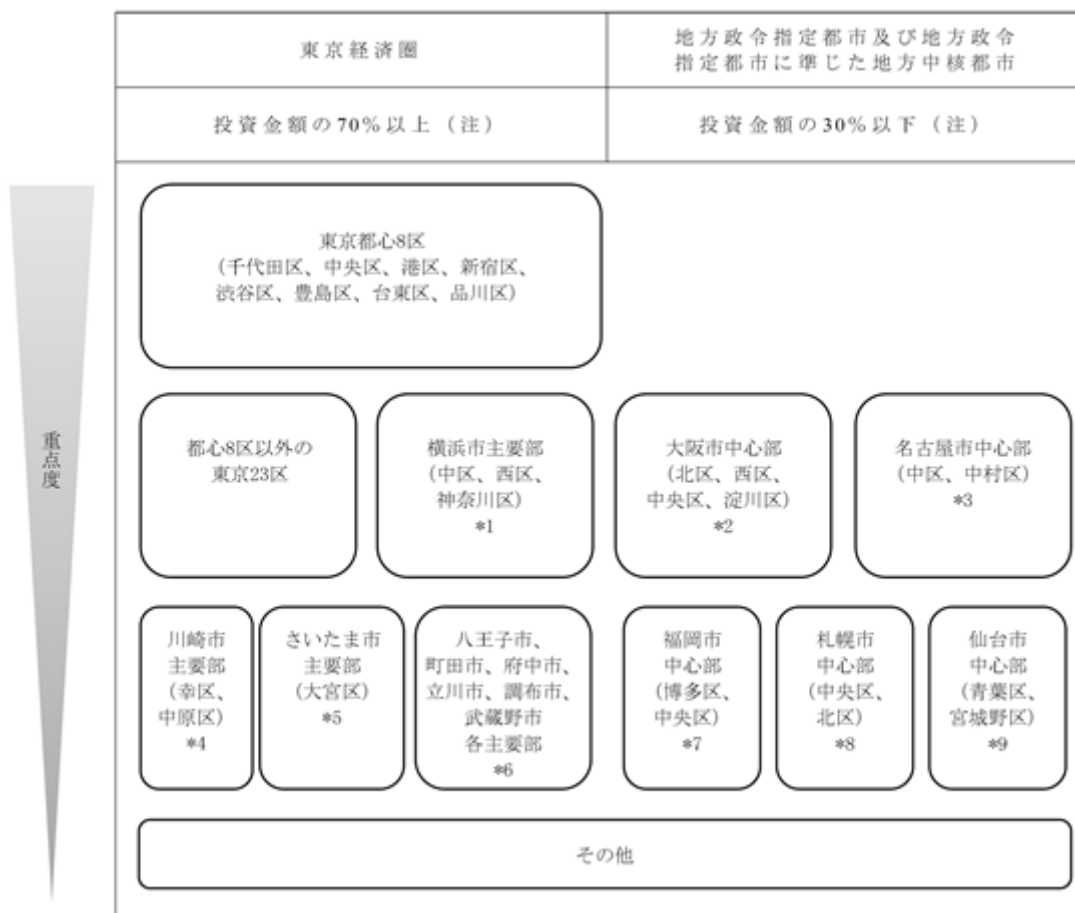 東京経済圏
地方政令指定都市及び地方政令
指定都市に準じた地方中核都市
投資金額の70%以上（注）
投資金額の30%以下（注）
重点度
東京都心8区
（千代田区、中央区、港区、新宿区、
渋谷区、豊島区、台東区、品川区）
都心8区以外の
東京23区
横浜市主要部
（中区、西区、
神奈川区）
*1
大阪市中心部
（北区、西区、
中央区、淀川区）
*2
名古屋市中心部
（中区、中村区）
*3
川崎市
主要部
（幸区、
中原区）
*4
さいたま市
主要部
（大宮区）
*5
八王子市、
町田市、府中市、
立川市、調布市、
武蔵野市
各主要部
*6
福岡市
中心部
（博多区、
中央区）
*7
札幌市
中心部
（中央区、
北区）
*8
仙台市
中心部
（青葉区、
宮城野区）
*9
その他